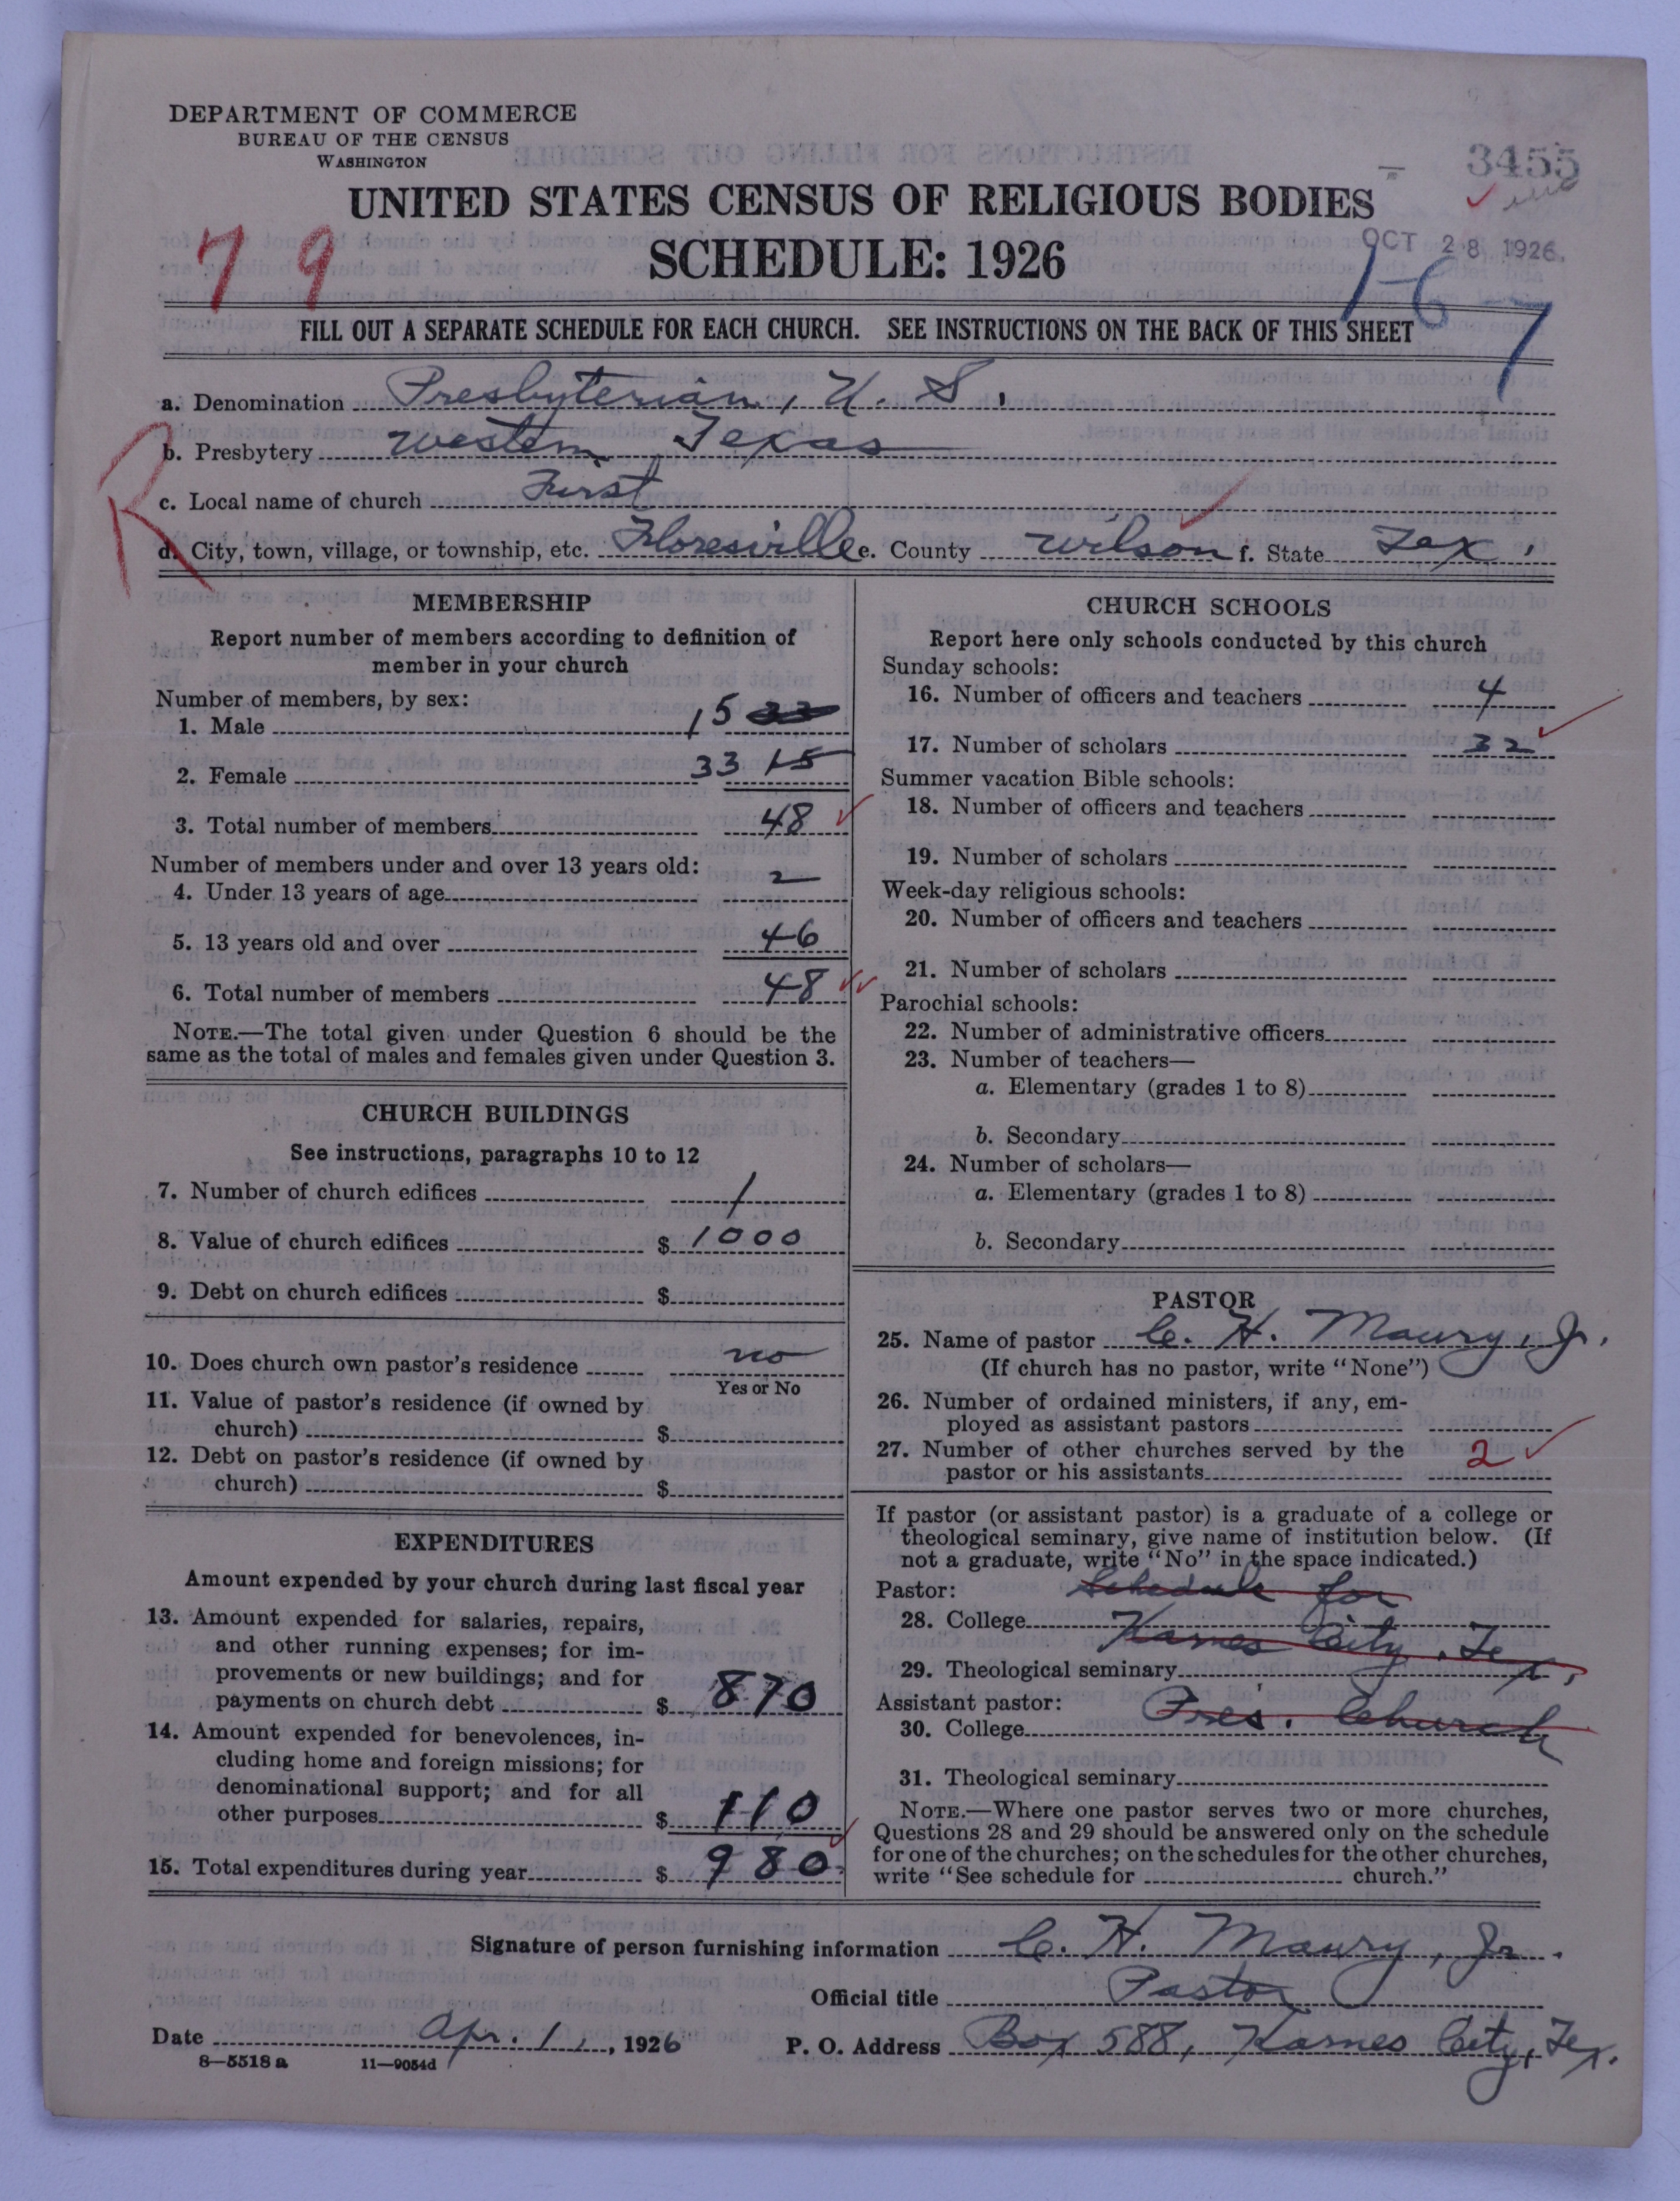 DEPARTMENT OF COMMERCE
BUREAU OF THE CENSUS
WASHINGTON
3455
UNITED STATES CENSUS OF RELIGIOUS BODIES
SCHEDULE: 1926
79
OCT 28 1926
1-67
FILL OUT A SEPARATE SCHEDULE FOR EACH CHURCH. SEE INSTRUCTIONS ON THE BACK OF THIS SHEET
R
a. Denomination Presbyterian, U. S.
b. Presbytery Western Texas
c. Local name of church First
d. City, town, village, or township, etc. Floresville e. County Wilson f. State Tex.
MEMBERSHIP
Report number of members according to definition of
member in your church
Number of members, by sex:
1. Male 15 33
2. Female 33 15
3. Total number of members 48
Number of members under and over 13 years old:
4. Under 13 years of age 2
5. 13 years old and over 46
6. Total number of members 48
NOTE.—The total given under Question 6 should be the
same as the total of males and females given under Question 3.
CHURCH BUILDINGS
See instructions, paragraphs 10 to 12
7. Number of church edifices 1
8. Value of church edifices $ 1000
9. Debt on church edifices $
10. Does church own pastor's residence no
Yes or No
11. Value of pastor's residence (if owned by
church) $
12. Debt on pastor's residence (if owned by
church) $
EXPENDITURES
Amount expended by your church during last fiscal year
13. Amount expended for salaries, repairs,
and other running expenses; for im-
provements or new buildings; and for
payments on church debt $ 870
14. Amount expended for benevolences, in-
cluding home and foreign missions; for
denominational support; and for all
other purposes $ 110
15. Total expenditures during year $ 980
CHURCH SCHOOLS
Report here only schools conducted by this church
Sunday schools:
16. Number of officers and teachers 4
17. Number of scholars 32
Summer vacation Bible schools:
18. Number of officers and teachers
19. Number of scholars
Week-day religious schools:
20. Number of officers and teachers
21. Number of scholars
Parochial schools:
22. Number of administrative officers
23. Number of teachers—
a. Elementary (grades 1 to 8)
b. Secondary
24. Number of scholars—
a. Elementary (grades 1 to 8)
b. Secondary
PASTOR
25. Name of pastor C. H. Maury, Jr.
(If church has no pastor, write "None")
26. Number of ordained ministers, if any, em-
ployed as assistant pastors
27. Number of other churches served by the
pastor or his assistants 2
If pastor (or assistant pastor) is a graduate of a college or
theological seminary, give name of institution below. (If
not a graduate, write "No" in the space indicated.)
Pastor: Schedule for
28. College Karnes City, Tex,
29. Theological seminary
Assistant pastor: Pres. Church
30. College
31. Theological seminary
NOTE.—Where one pastor serves two or more churches,
Questions 28 and 29 should be answered only on the schedule
for one of the churches; on the schedules for the other churches,
write "See schedule for church."
Signature of person furnishing information C. H. Maury, Jr.
Official title Pastor
Date Apr. 1, 1926 P. O. Address Box 588, Karnes City, Tex.
8—5518a 11—9054d